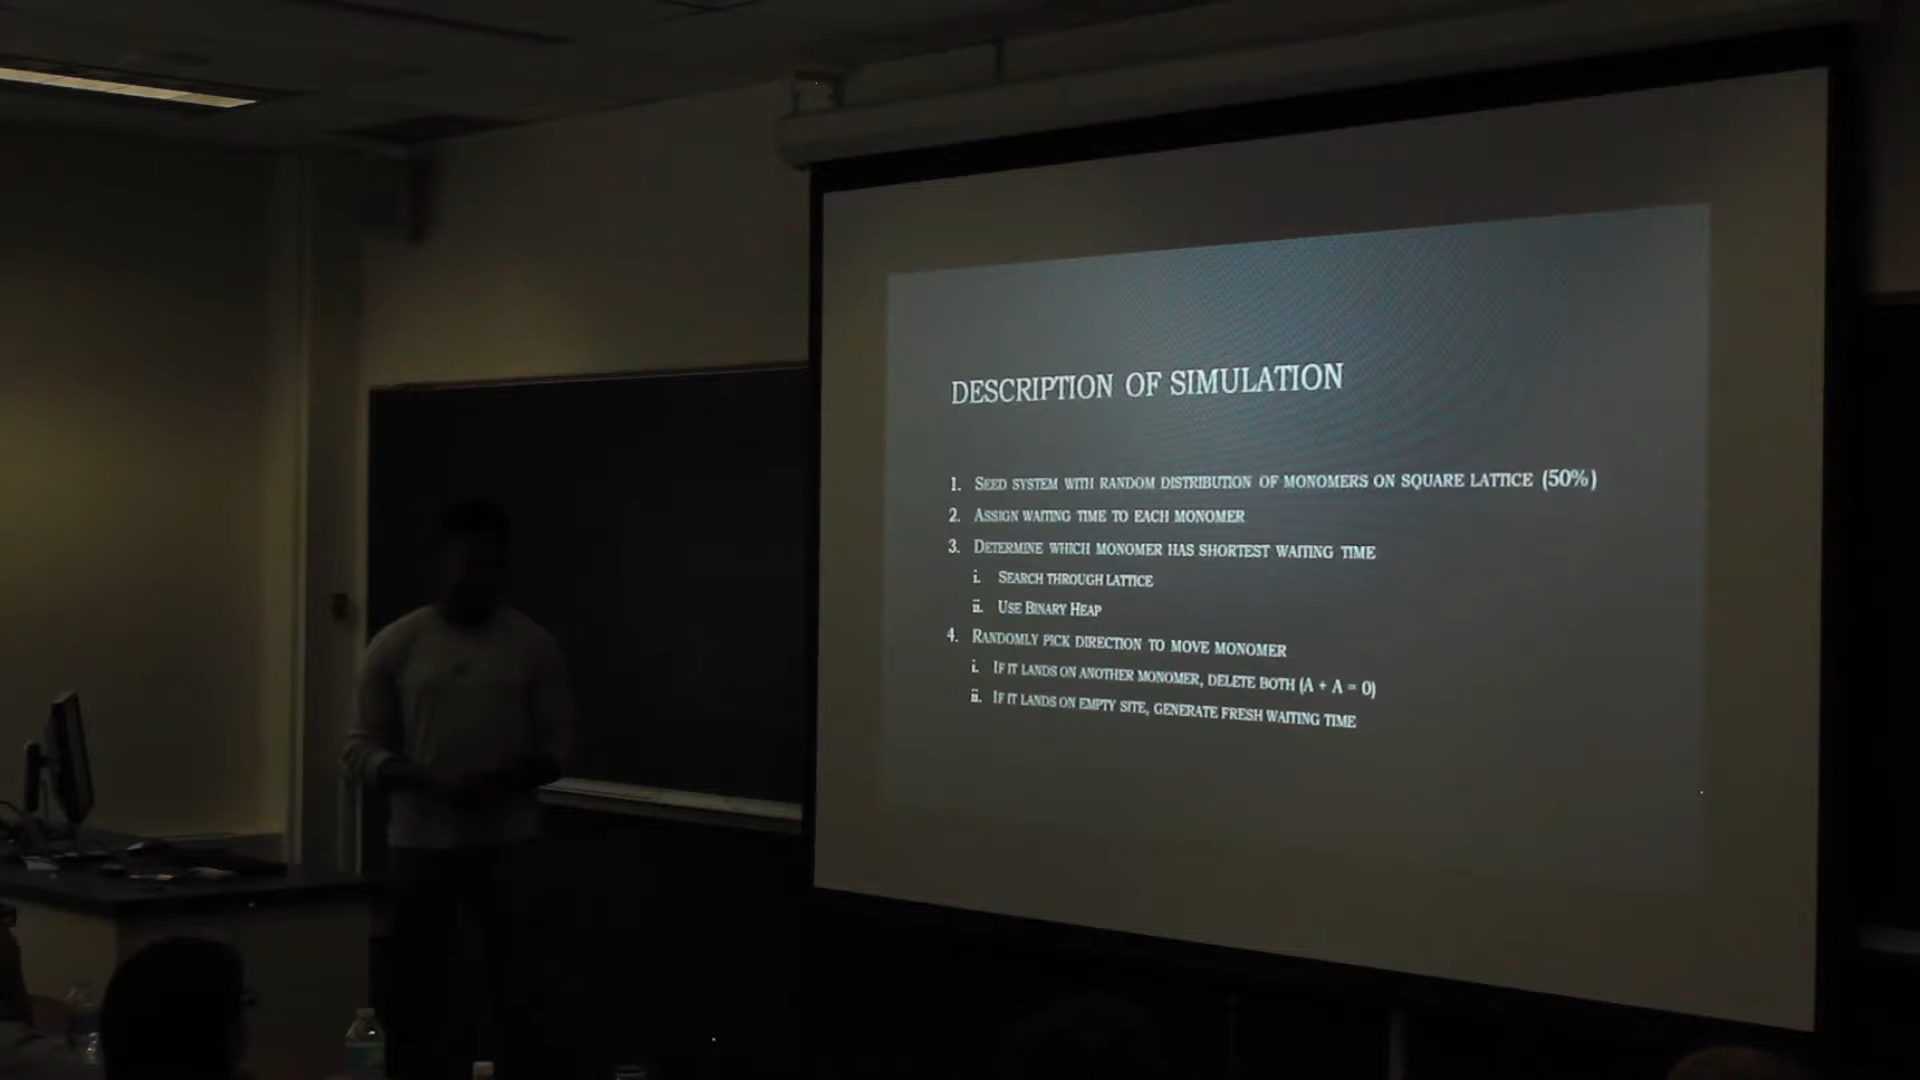 DESCRIPTION OF SIMULATION
1. SEED SYSTEM WITH RANDOM DISTRIBUTION OF MONOMERS ON SQUARE LATTICE (50%)
2. ASSIGN WAITING TIME TO EACH MONOMER
3. DETERMINE WHICH MONOMER HAS SHORTEST WAITING TIME
i. SEARCH THROUGH LATTICE
ii. USE BINARY HEAP
4. RANDOMLY PICK DIRECTION TO MOVE MONOMER
i. IF IT LANDS ON ANOTHER MONOMER, DELETE BOTH (A + A = 0)
ii. IF IT LANDS ON EMPTY SITE, GENERATE FRESH WAITING TIME